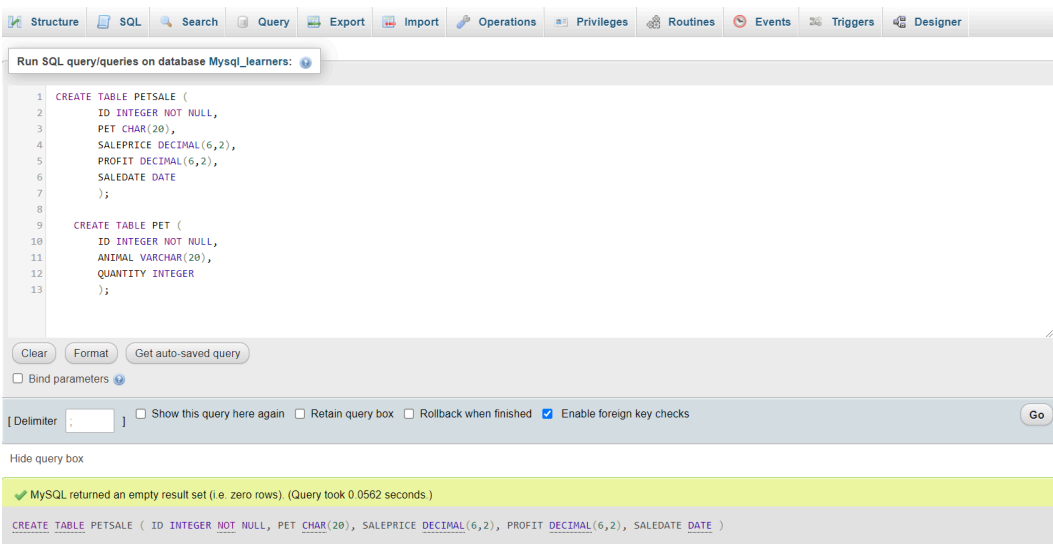 Structure SQL Search Query Export Import Operations Privileges Routines Events Triggers Designer
Run SQL query/queries on database Mysql_learners:
1 CREATE TABLE PETSALE (
2 ID INTEGER NOT NULL,
3 PET CHAR(20),
4 SALEPRICE DECIMAL(6,2),
5 PROFIT DECIMAL(6,2),
6 SALEDATE DATE
7 );
8
9 CREATE TABLE PET (
10 ID INTEGER NOT NULL,
11 ANIMAL VARCHAR(20),
12 QUANTITY INTEGER
13 );
Clear Format Get auto-saved query
Bind parameters
[ Delimiter ; ] Show this query here again Retain query box Rollback when finished Enable foreign key checks Go
Hide query box
MySQL returned an empty result set (i.e. zero rows). (Query took 0.0562 seconds.)
CREATE TABLE PETSALE ( ID INTEGER NOT NULL, PET CHAR(20), SALEPRICE DECIMAL(6,2), PROFIT DECIMAL(6,2), SALEDATE DATE )